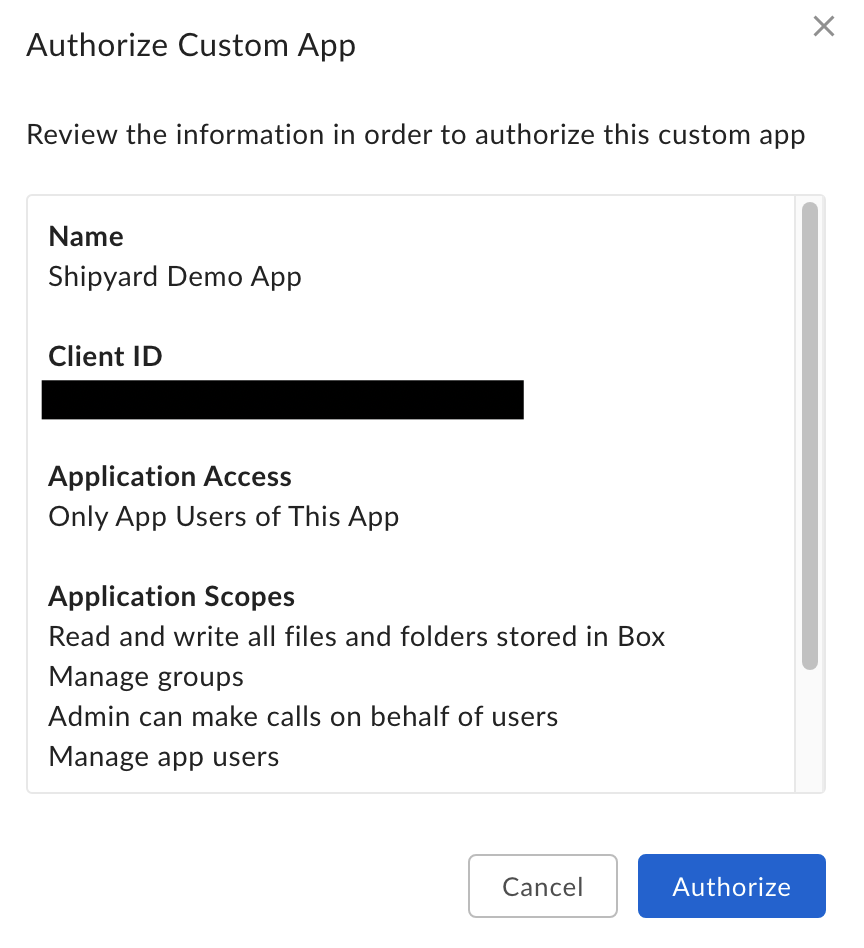 Authorize Custom App
Review the information in order to authorize this custom app
Name
Shipyard Demo App
Client ID
Application Access
Only App Users of This App
Application Scopes
Read and write all files and folders stored in Box
Manage groups
Admin can make calls on behalf of users
Manage app users
Cancel
Authorize